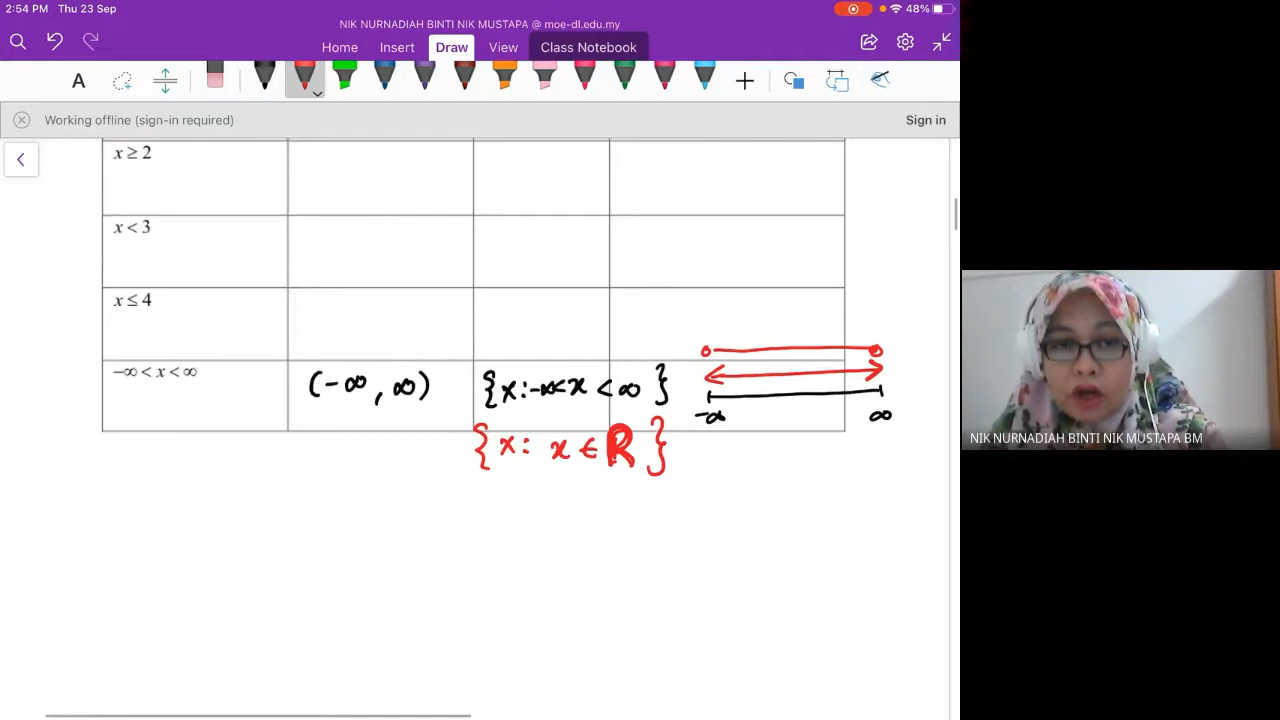 2:54 PM Thu 23 Sep
48%
NIK NURNADIAH BINTI NIK MUSTAPA @ moe-dl.edu.my
Home Insert Draw View Class Notebook
A
Working offline (sign-in required) Sign in
x ≥ 2
x < 3
x ≤ 4
−∞ < x < ∞ (-∞, ∞) {x:-∞<x<∞}
-∞ ∞
{x: x∈R}
NIK NURNADIAH BINTI NIK MUSTAPA BM